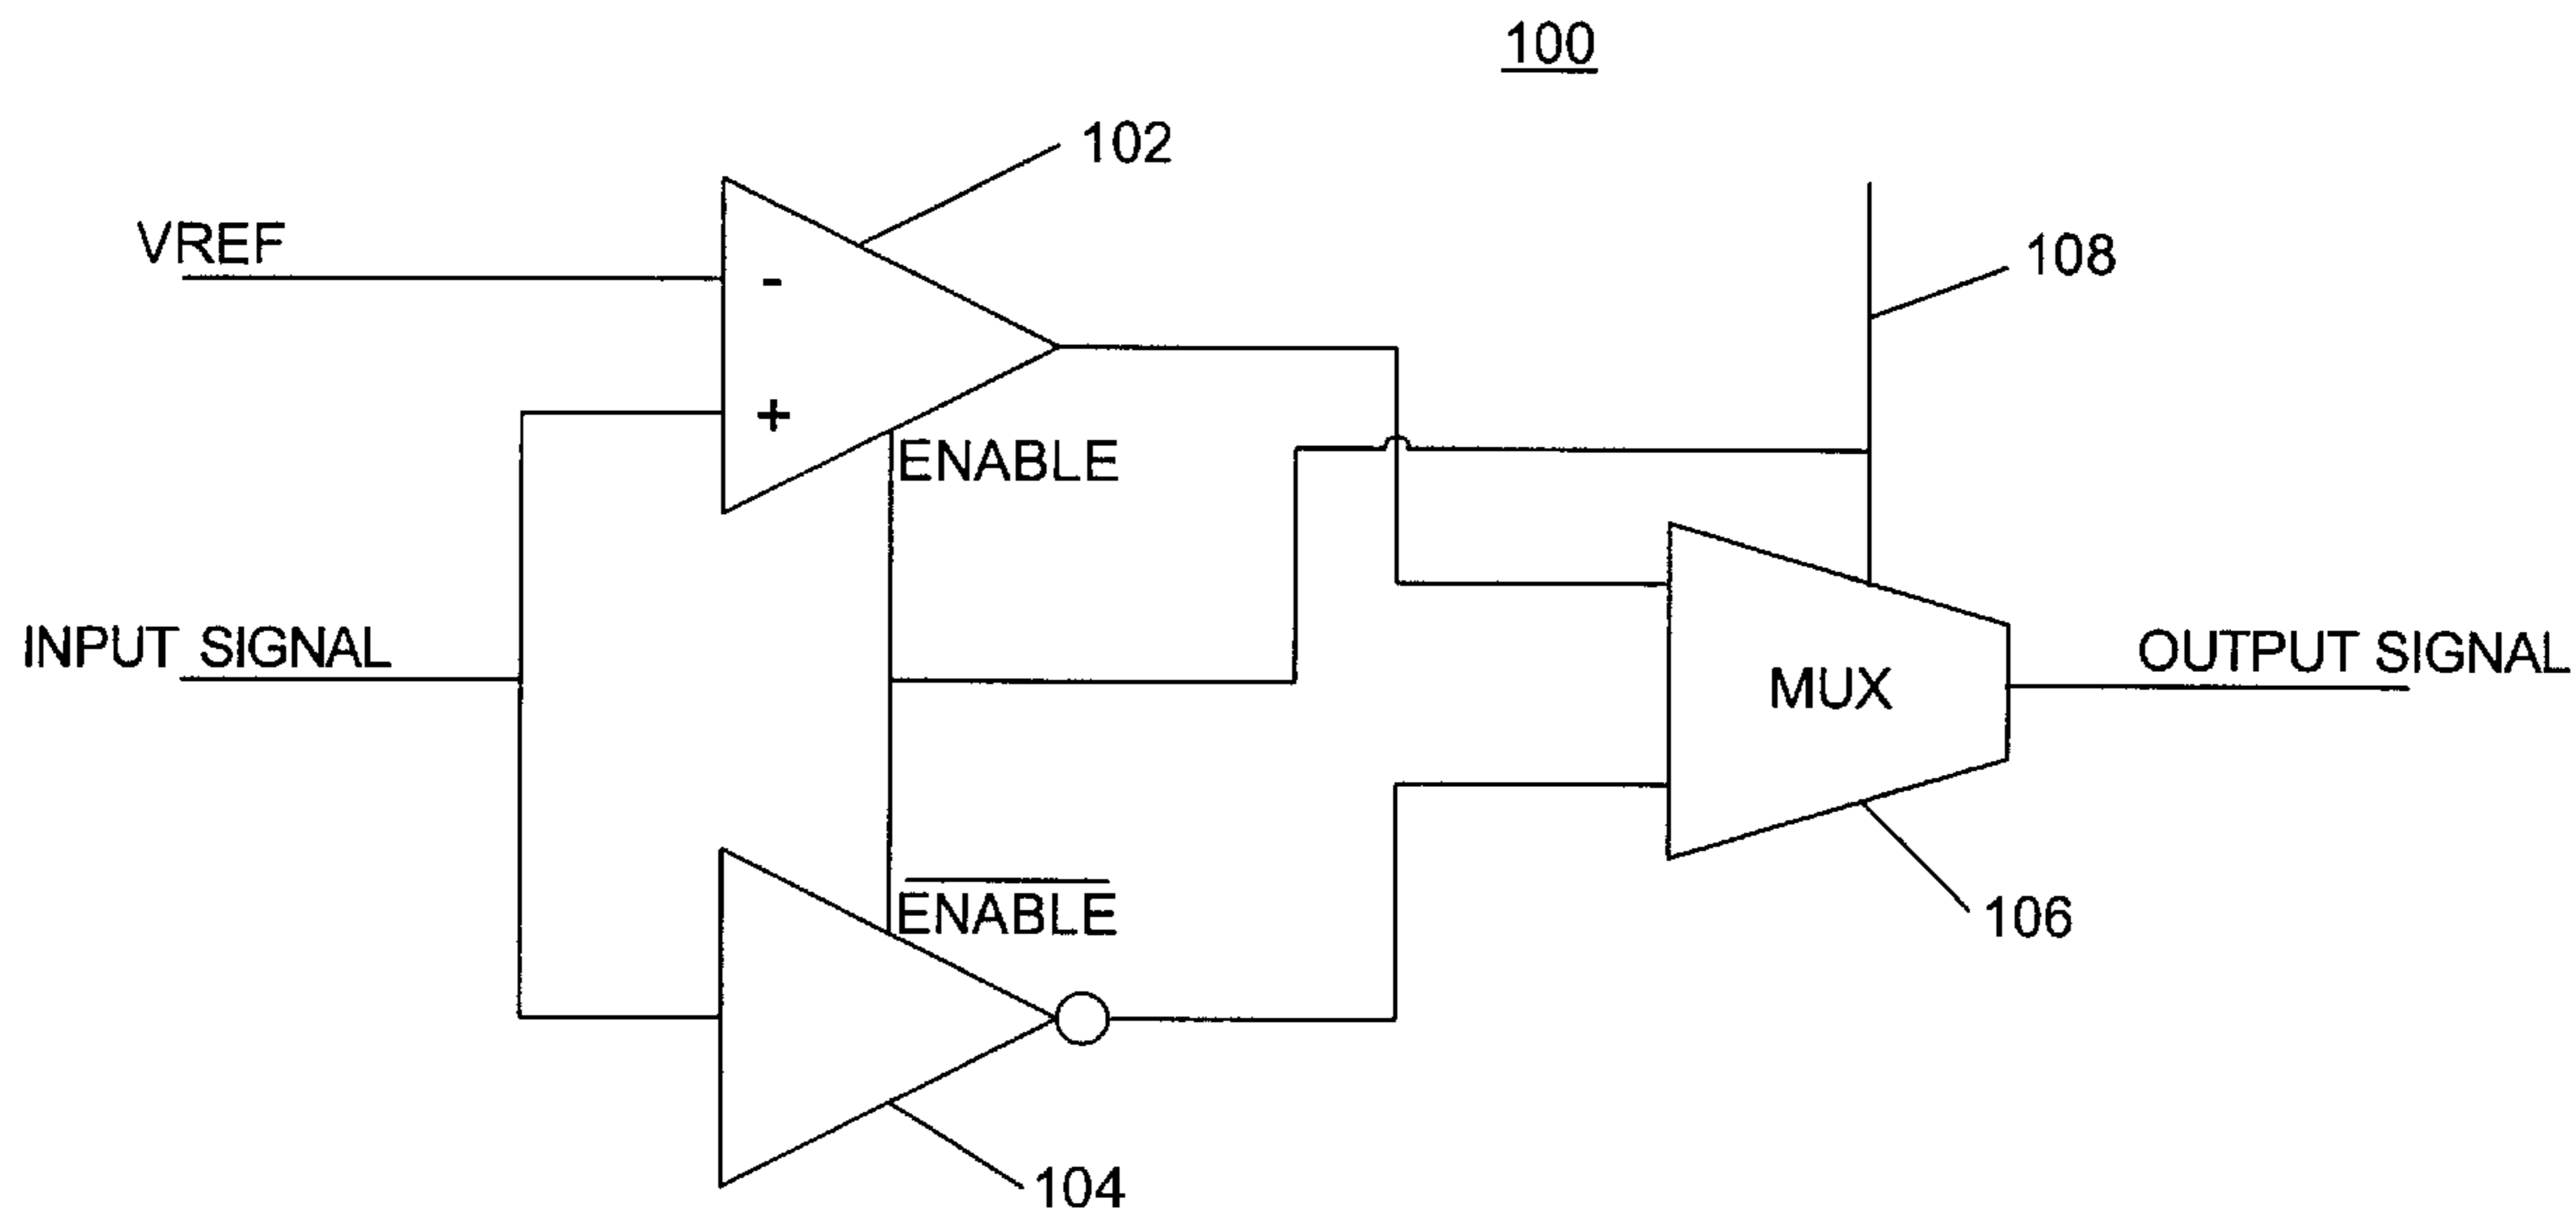 100
102
VREF
108
-
+
ENABLE
INPUT SIGNAL
OUTPUT SIGNAL
MUX
ENABLE
106
104